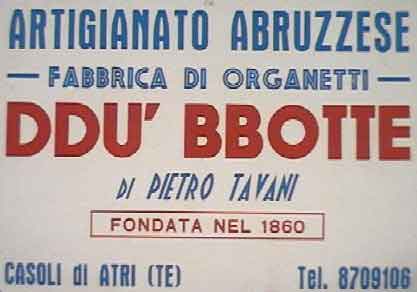 ARTIGIANATO ABRUZZESE
— FABBRICA DI ORGANETTI —
DDU' BBOTTE
DI PIETRO TAVANI
FONDATA NEL 1860
CASOLI di ATRI (TE) Tel. 8709106